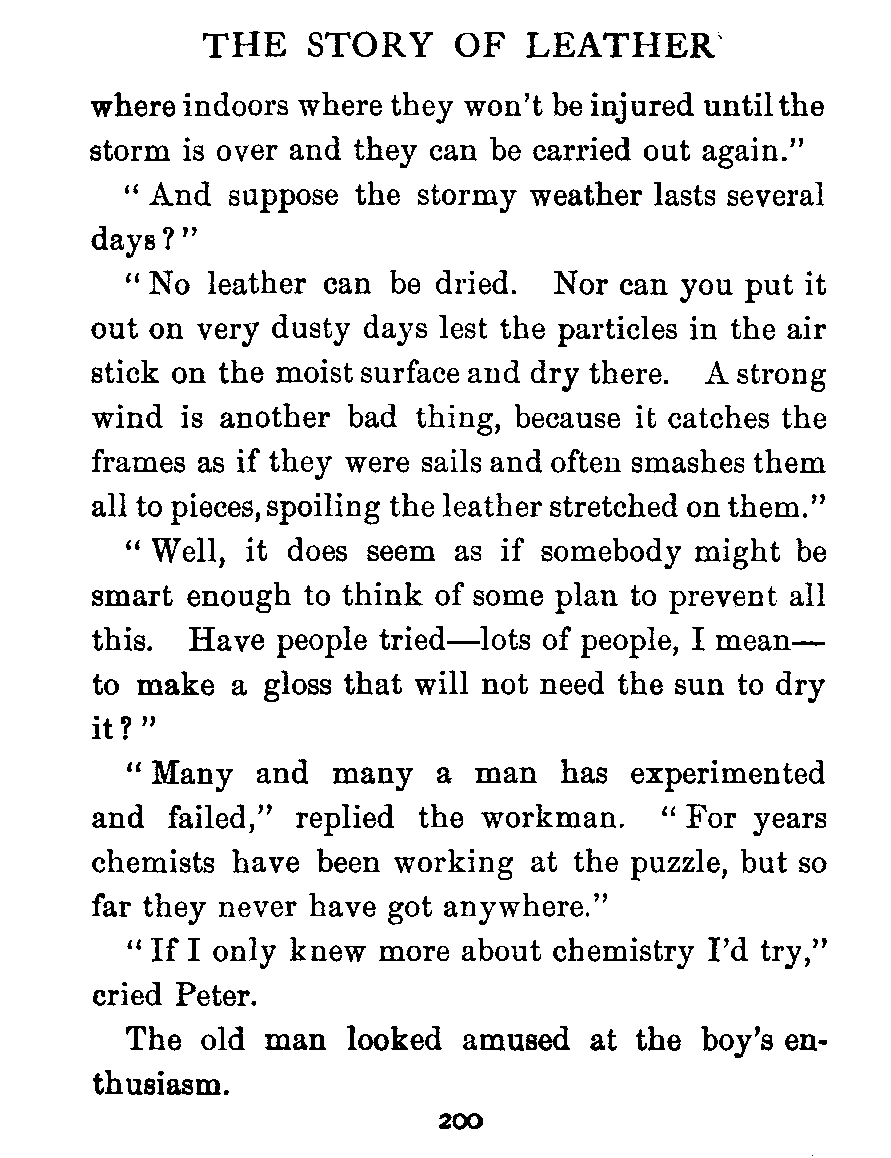 THE STORY OF LEATHER
where indoors where they won't be injured until the
storm is over and they can be carried out again."
"And suppose the stormy weather lasts several
days?"
"No leather can be dried. Nor can you put it
out on very dusty days lest the particles in the air
stick on the moist surface and dry there. A strong
wind is another bad thing, because it catches the
frames as if they were sails and often smashes them
all to pieces, spoiling the leather stretched on them."
"Well, it does seem as if somebody might be
smart enough to think of some plan to prevent all
this. Have people tried—lots of people, I mean—
to make a gloss that will not need the sun to dry
it?"
"Many and many a man has experimented
and failed," replied the workman. "For years
chemists have been working at the puzzle, but so
far they never have got anywhere."
"If I only knew more about chemistry I'd try,"
cried Peter.
The old man looked amused at the boy's en-
thusiasm.
200